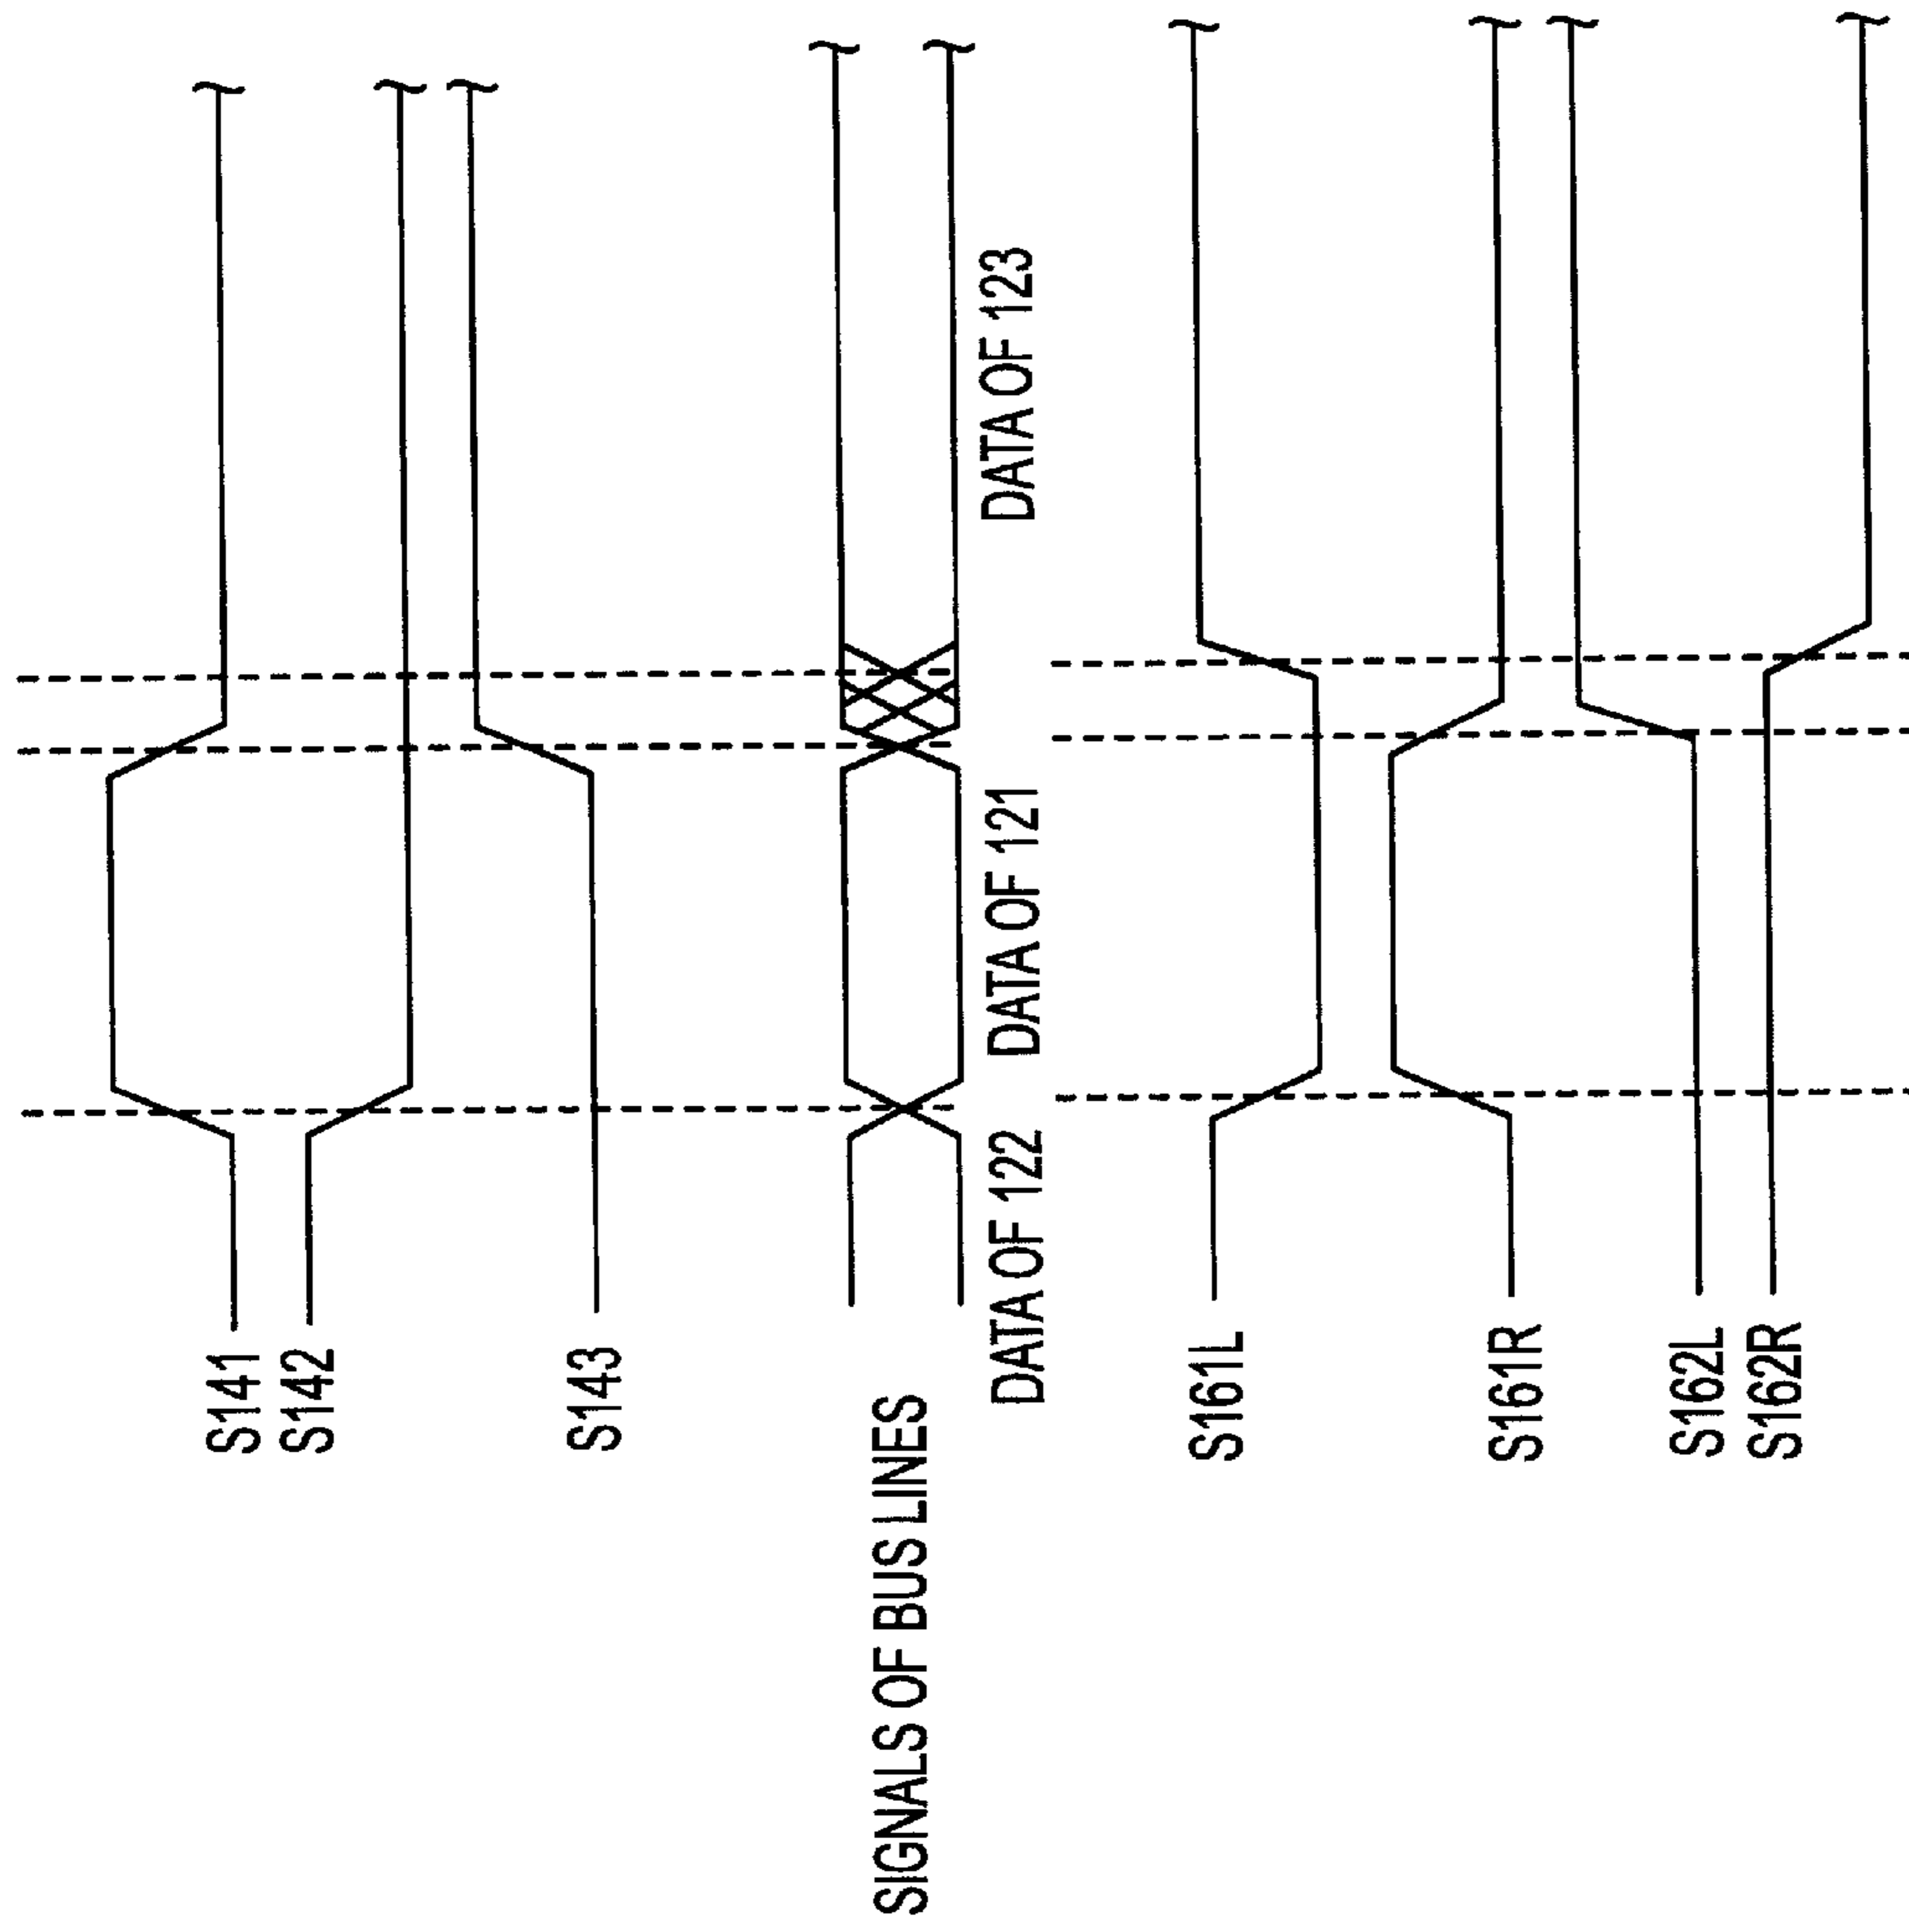 S141
S142
S143
SIGNALS OF BUS LINES
DATA OF 122 DATA OF 121 DATA OF 123
S161L
S161R
S162L
S162R